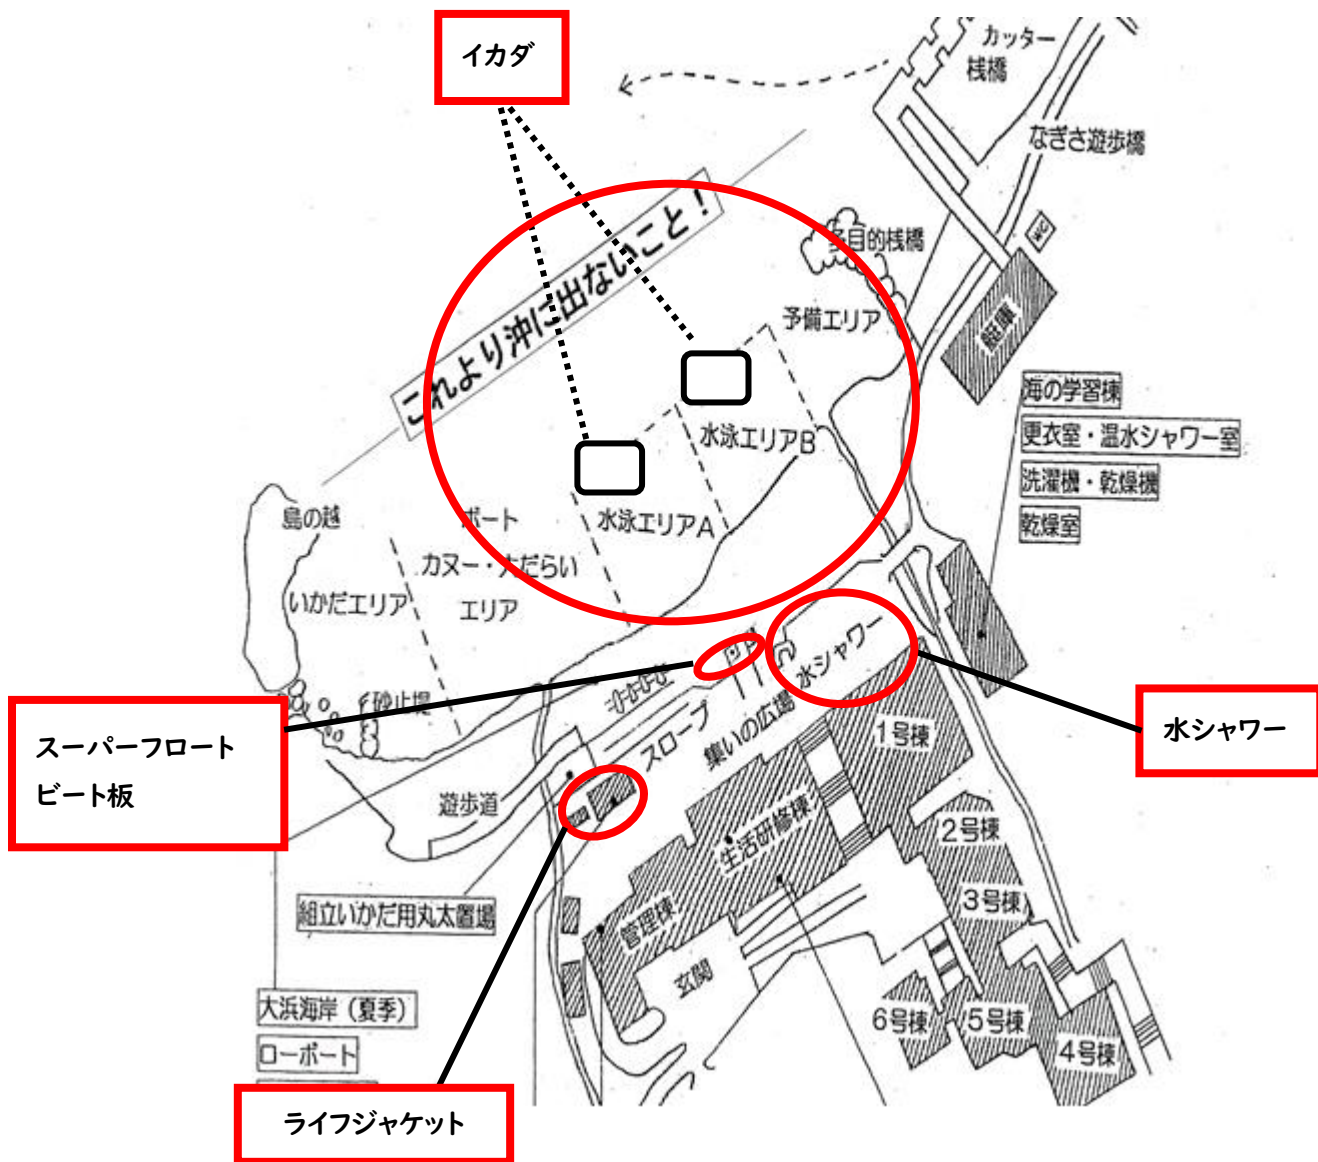 イカダ
カッター
桟橋
なぎさ遊歩橋
これより沖に出ないこと!
多目的桟橋
予備エリア
艇庫
海の学習棟
更衣室・温水シャワー室
洗濯機・乾燥機
乾燥室
水泳エリアB
水泳エリアA
島の越
ボート
カヌー・大だらい
エリア
いかだエリア
砂止堤
水シャワー
水シャワー
スーパーフロート
ビート板
スロープ
集いの広場
遊歩道
1号棟
2号棟
3号棟
生活研修棟
管理棟
玄関
組立いかだ用丸太置場
6号棟
5号棟
4号棟
大浜海岸(夏季)
ローボート
ライフジャケット